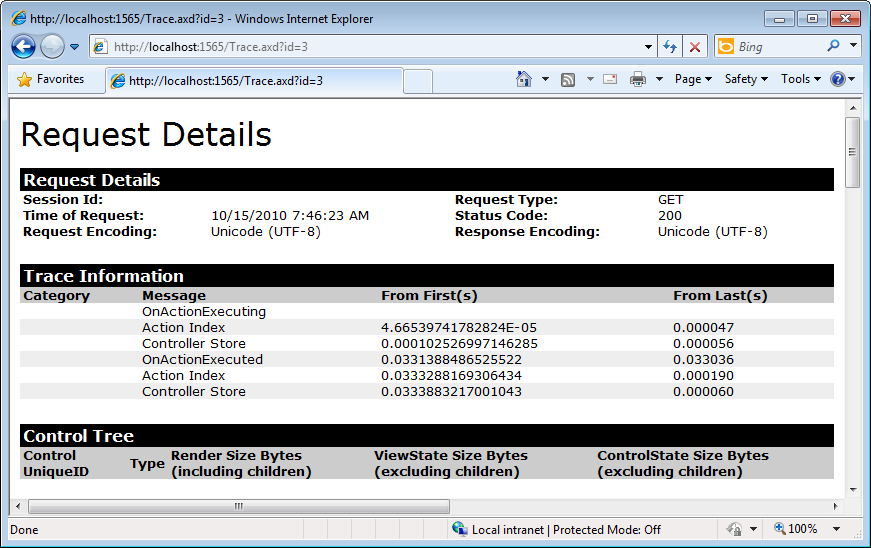 http://localhost:1565/Trace.axd?id=3 - Windows Internet Explorer
http://localhost:1565/Trace.axd?id=3
Bing
Favorites
http://localhost:1565/Trace.axd?id=3
Page Safety Tools
Request Details
Request Details
Session Id: Request Type: GET
Time of Request: 10/15/2010 7:46:23 AM Status Code: 200
Request Encoding: Unicode (UTF-8) Response Encoding: Unicode (UTF-8)
Trace Information
Category Message From First(s) From Last(s)
OnActionExecuting
Action Index 4.66539741782824E-05 0.000047
Controller Store 0.000102526997146285 0.000056
OnActionExecuted 0.0331388486525522 0.033036
Action Index 0.0333288169306434 0.000190
Controller Store 0.0333883217001043 0.000060
Control Tree
Control UniqueID Type Render Size Bytes (including children) ViewState Size Bytes (excluding children) ControlState Size Bytes (excluding children)
Done Local intranet | Protected Mode: Off 100%